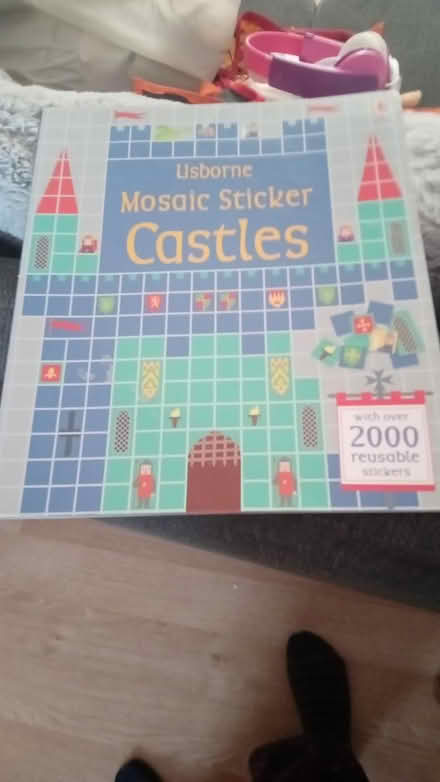 Usborne
Mosaic Sticker
Castles
with over
2000
reusable
stickers